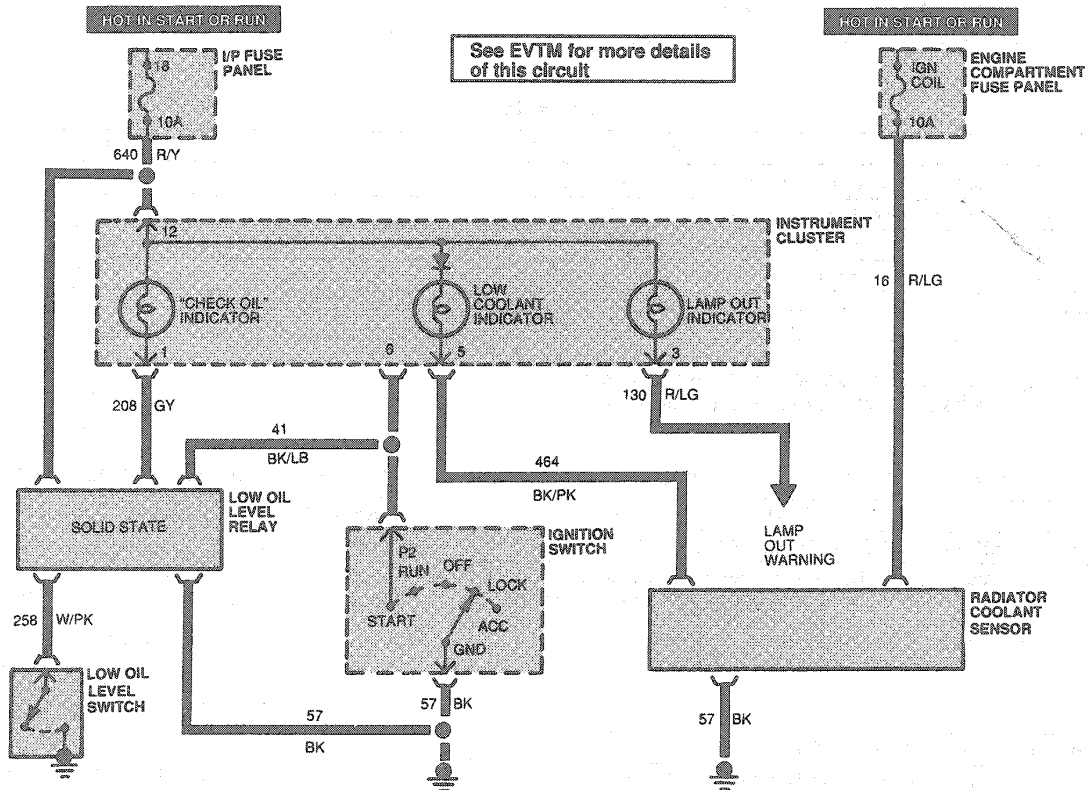 HOT IN START OR RUN
HOT IN START OR RUN
18
10A
I/P FUSE
PANEL
See EVTM for more details
of this circuit
IGN
COIL
10A
ENGINE
COMPARTMENT
FUSE PANEL
640 R/Y
12
INSTRUMENT
CLUSTER
16 R/LG
"CHECK OIL"
INDICATOR
LOW
COOLANT
INDICATOR
LAMP OUT
INDICATOR
1
6
5
3
208 GY
130 R/LG
41
BK/LB
464
BK/PK
LOW OIL
LEVEL
RELAY
SOLID STATE
IGNITION
SWITCH
LAMP
OUT
WARNING
P2
RUN
OFF
LOCK
START
ACC
GND
RADIATOR
COOLANT
SENSOR
258 W/PK
LOW OIL
LEVEL
SWITCH
57
BK
57 BK
57 BK